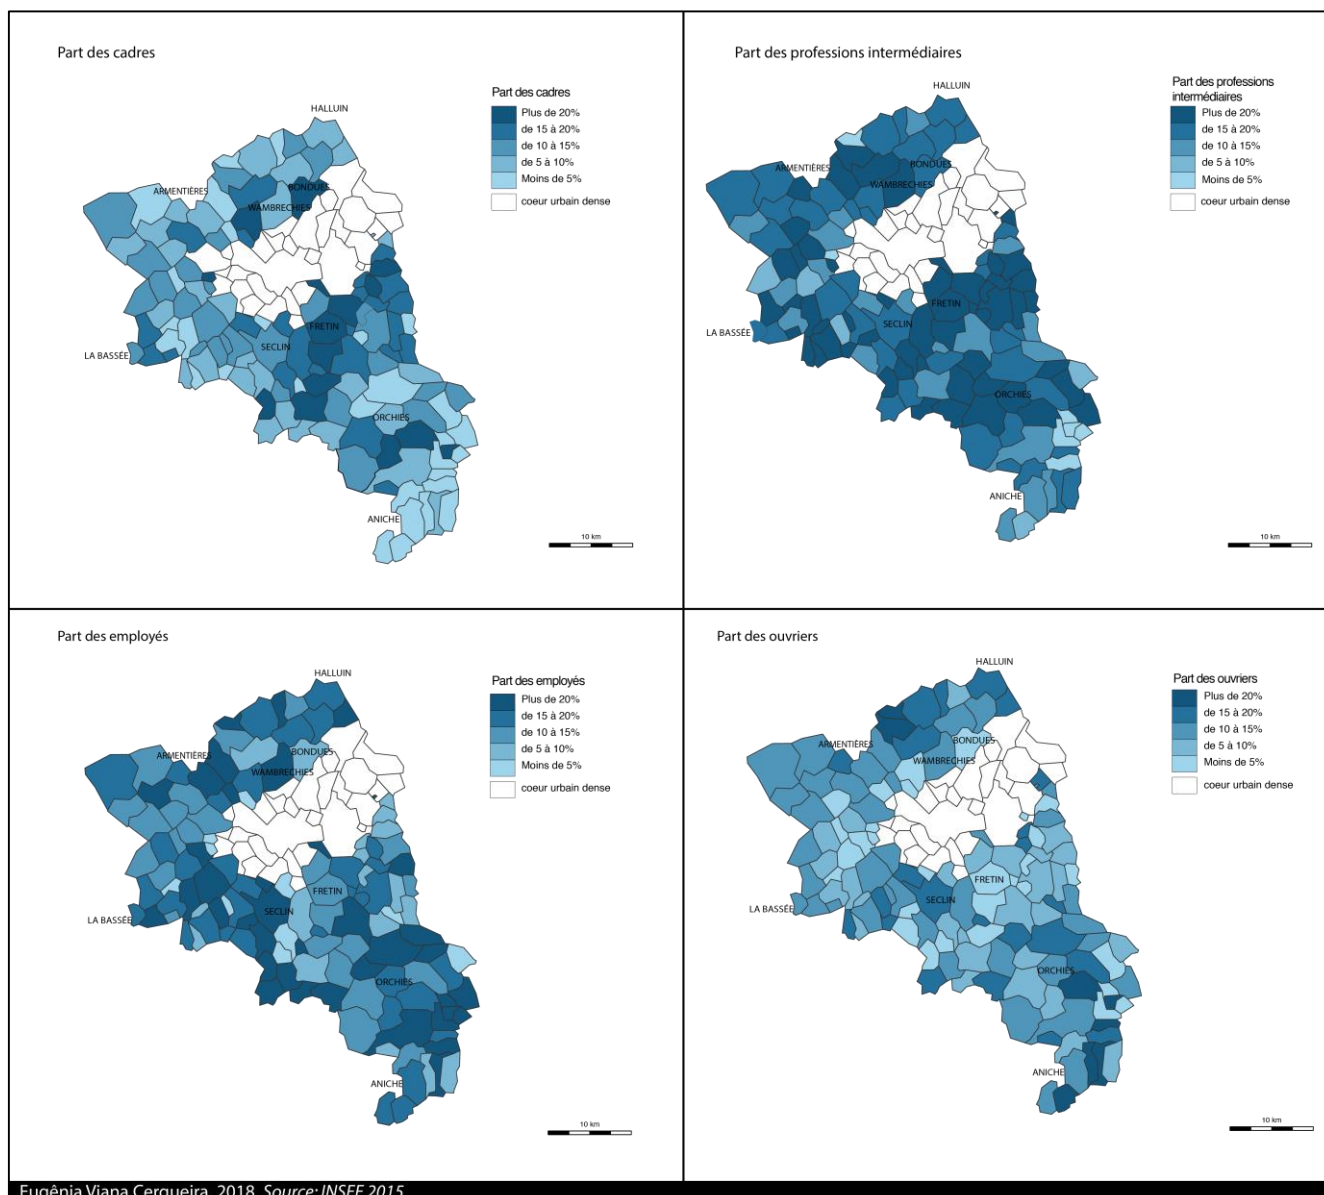 Part des cadres
Part des cadres
Plus de 20%
de 15 à 20%
de 10 à 15%
de 5 à 10%
Moins de 5%
coeur urbain dense
HALLUIN
ARMENTIÈRES
BONDUES
WAMBRECHIES
FRETIN
SECLIN
LA BASSÉE
ORCHIES
ANICHE
10 km
Part des professions intermédiaires
Part des professions
intermédiaires
Plus de 20%
de 15 à 20%
de 10 à 15%
de 5 à 10%
Moins de 5%
coeur urbain dense
HALLUIN
ARMENTIÈRES
BONDUES
WAMBRECHIES
FRETIN
SECLIN
LA BASSÉE
ORCHIES
ANICHE
10 km
Part des employés
Part des employés
Plus de 20%
de 15 à 20%
de 10 à 15%
de 5 à 10%
Moins de 5%
coeur urbain dense
HALLUIN
ARMENTIÈRES
BONDUES
WAMBRECHIES
FRETIN
SECLIN
LA BASSÉE
ORCHIES
ANICHE
10 km
Part des ouvriers
Part des ouvriers
Plus de 20%
de 15 à 20%
de 10 à 15%
de 5 à 10%
Moins de 5%
coeur urbain dense
HALLUIN
ARMENTIÈRES
BONDUES
WAMBRECHIES
FRETIN
SECLIN
LA BASSÉE
ORCHIES
ANICHE
10 km
Eugênia Viana Cerqueira, 2018. Source: INSEE 2015